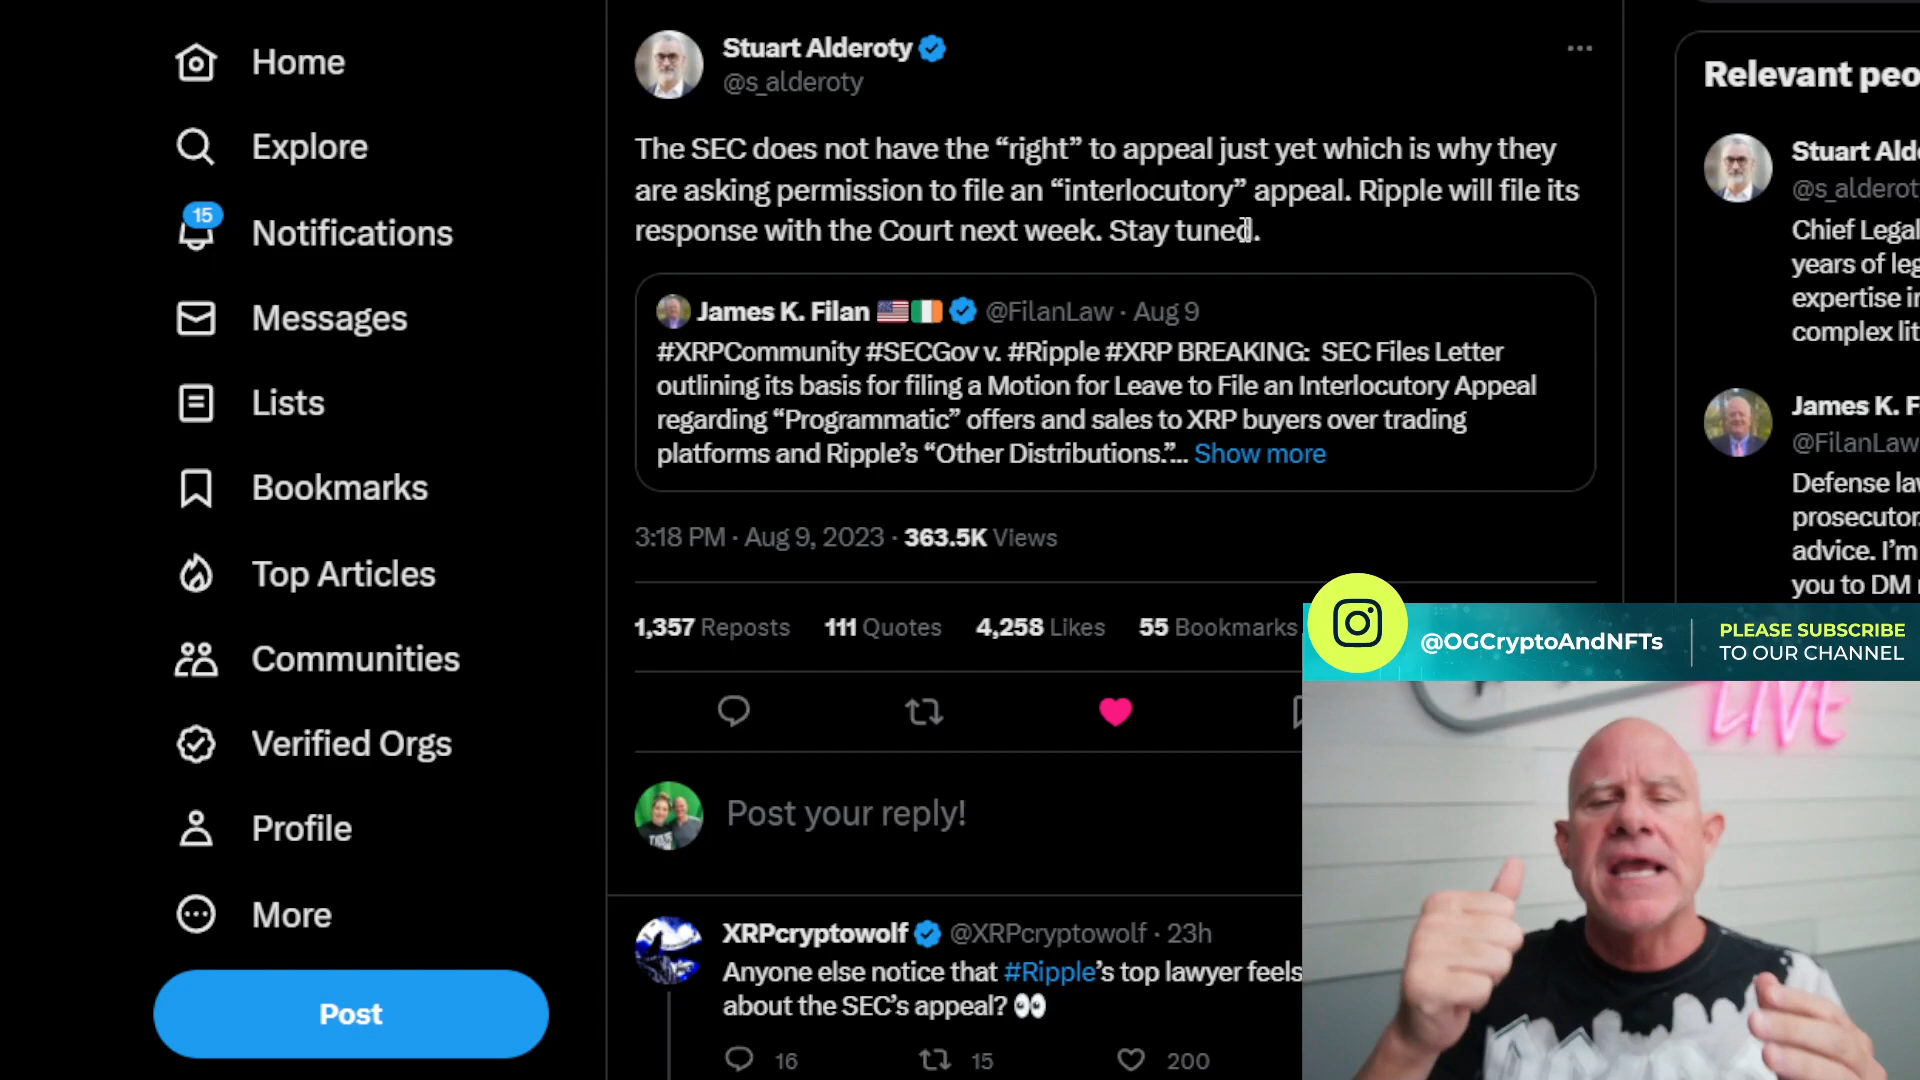 Home
Explore
15
Notifications
Messages
Lists
Bookmarks
Top Articles
Communities
Verified Orgs
Profile
More
Post
Stuart Alderoty
@s_alderoty
The SEC does not have the “right” to appeal just yet which is why they
are asking permission to file an “interlocutory” appeal. Ripple will file its
response with the Court next week. Stay tuned.
James K. Filan 🇺🇸🇮🇪 @FilanLaw · Aug 9
#XRPCommunity #SECGov v. #Ripple #XRP BREAKING: SEC Files Letter
outlining its basis for filing a Motion for Leave to File an Interlocutory Appeal
regarding “Programmatic” offers and sales to XRP buyers over trading
platforms and Ripple’s “Other Distributions.”... Show more
3:18 PM · Aug 9, 2023 · 363.5K Views
1,357 Reposts 111 Quotes 4,258 Likes 55 Bookmarks
Post your reply!
XRPcryptowolf @XRPcryptowolf · 23h
Anyone else notice that #Ripple’s top lawyer feels
about the SEC’s appeal? 👀
16 15 200
Relevant peo
Stuart Ald
@s_alderot
Chief Legal
years of leg
expertise in
complex lit
James K. F
@FilanLaw
Defense law
prosecutor.
advice. I’m
you to DM
@OGCryptoAndNFTs
PLEASE SUBSCRIBE
TO OUR CHANNEL
LIVE